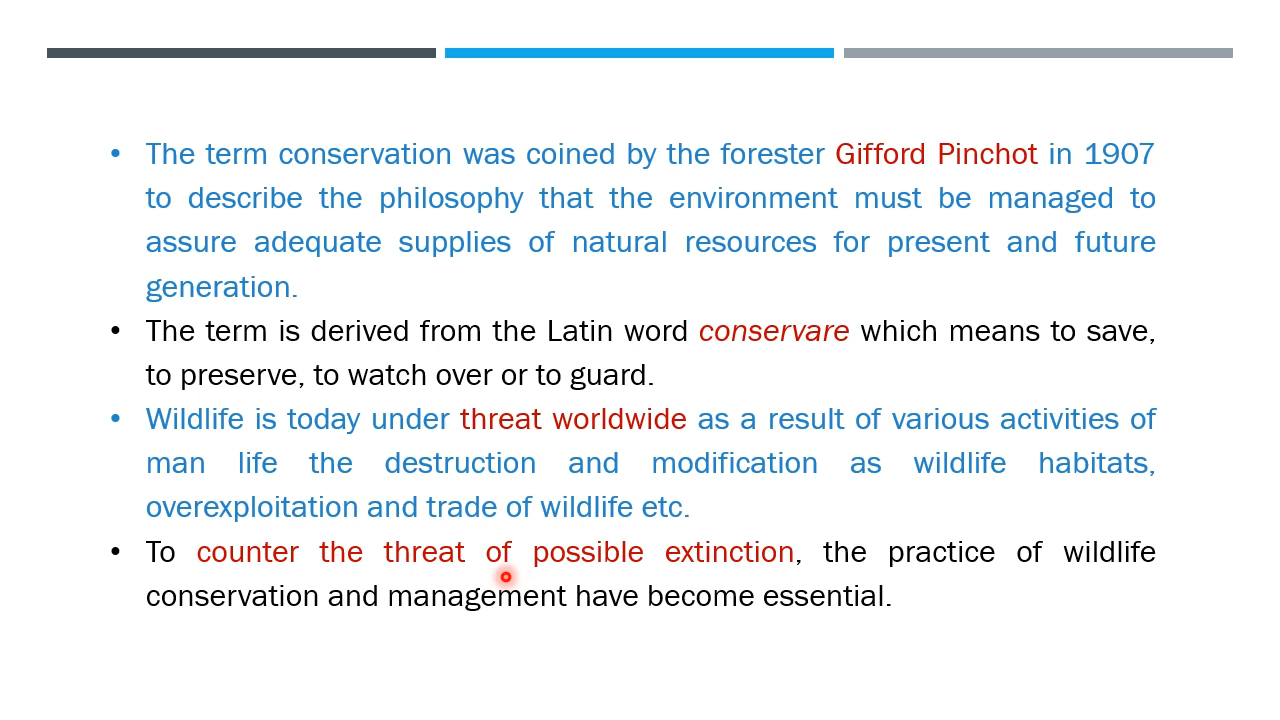 • The term conservation was coined by the forester Gifford Pinchot in 1907
to describe the philosophy that the environment must be managed to
assure adequate supplies of natural resources for present and future
generation.
• The term is derived from the Latin word conservare which means to save,
to preserve, to watch over or to guard.
• Wildlife is today under threat worldwide as a result of various activities of
man life the destruction and modification as wildlife habitats,
overexploitation and trade of wildlife etc.
• To counter the threat of possible extinction, the practice of wildlife
conservation and management have become essential.